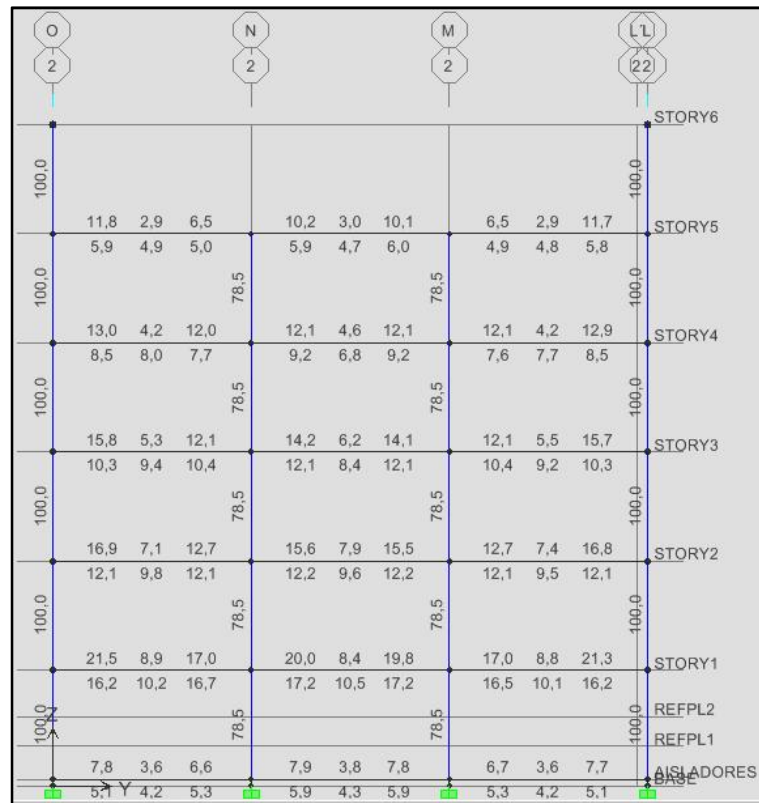 O N M L1 L
2 2 2 2 2
STORY6
100,0 100,0
11,8 2,9 6,5 10,2 3,0 10,1 6,5 2,9 11,7
STORY5
5,9 4,9 5,0 5,9 4,7 6,0 4,9 4,8 5,8
100,0 78,5 78,5 100,0
13,0 4,2 12,0 12,1 4,6 12,1 12,1 4,2 12,9
STORY4
8,5 8,0 7,7 9,2 6,8 9,2 7,6 7,7 8,5
100,0 78,5 78,5 100,0
15,8 5,3 12,1 14,2 6,2 14,1 12,1 5,5 15,7
STORY3
10,3 9,4 10,4 12,1 8,4 12,1 10,4 9,2 10,3
100,0 78,5 78,5 100,0
16,9 7,1 12,7 15,6 7,9 15,5 12,7 7,4 16,8
STORY2
12,1 9,8 12,1 12,2 9,6 12,2 12,1 9,5 12,1
100,0 78,5 78,5 100,0
21,5 8,9 17,0 20,0 8,4 19,8 17,0 8,8 21,3
STORY1
16,2 10,2 16,7 17,2 10,5 17,2 16,5 10,1 16,2
REFPL2
100,0 78,5 78,5 100,0
Z
REFPL1
7,8 3,6 6,6 7,9 3,8 7,8 6,7 3,6 7,7
AISLADORES
BASE
Y
5,1 4,2 5,3 5,9 4,3 5,9 5,3 4,2 5,1